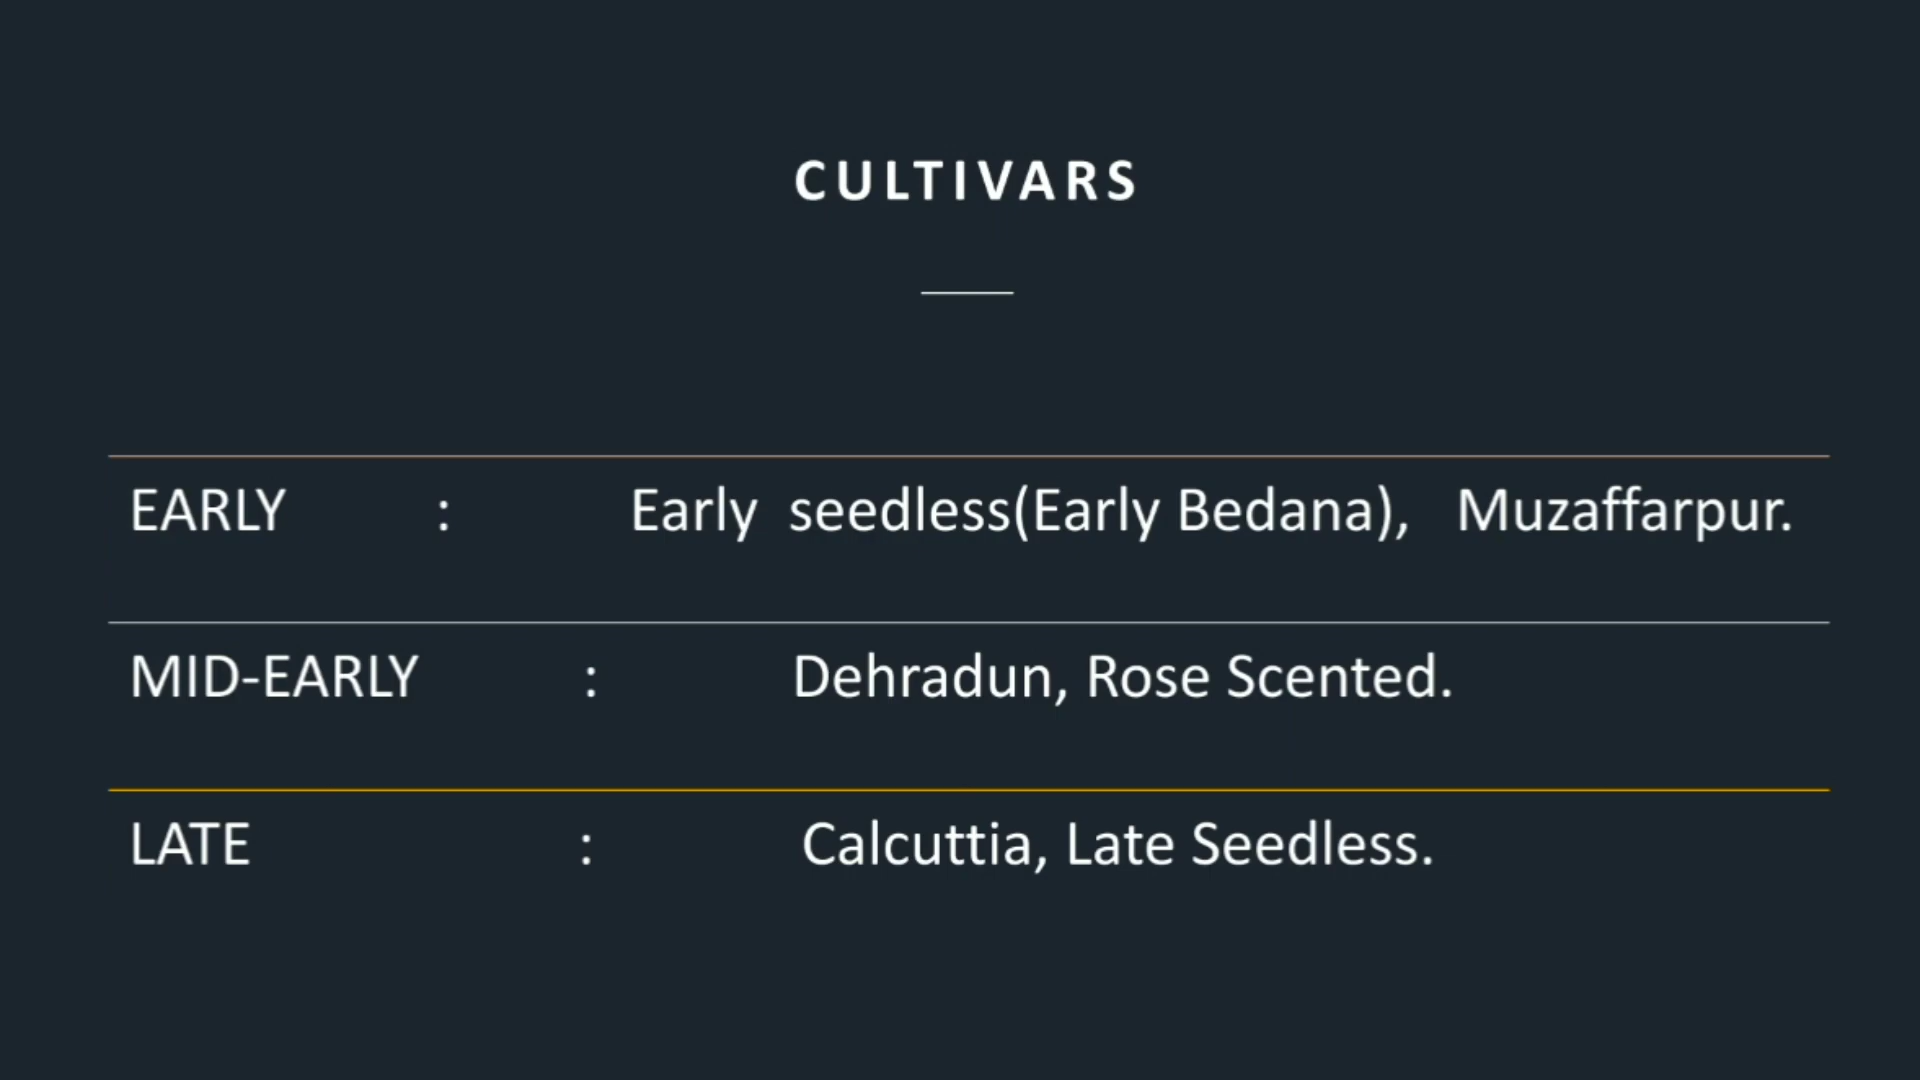 CULTIVARS
EARLY : Early seedless(Early Bedana), Muzaffarpur.
MID-EARLY : Dehradun, Rose Scented.
LATE : Calcuttia, Late Seedless.